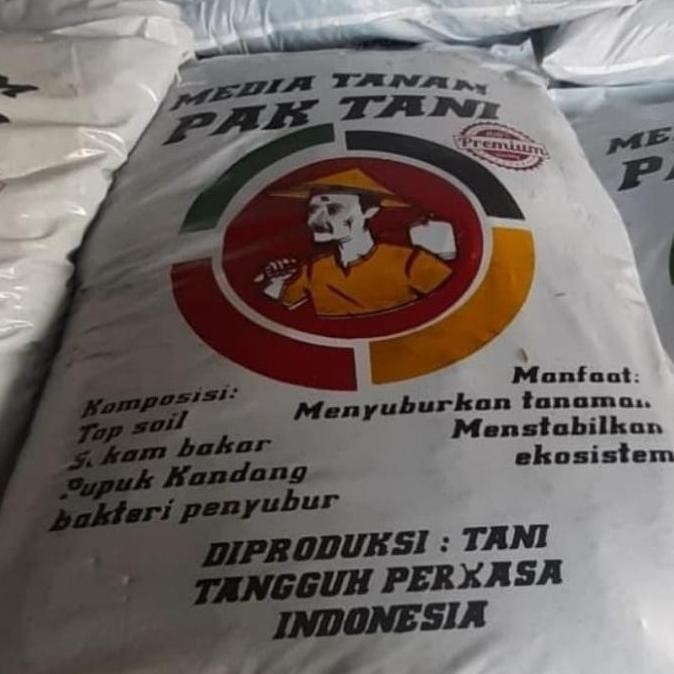 MEDIA TANAM
PAK TANI
Premium
Komposisi:
Top soil
Sekam bakar
Pupuk Kandang
bakteri penyubur
Manfaat:
Menyuburkan tanaman
Menstabilkan
ekosistem
DIPRODUKSI : TANI
TANGGUH PERKASA
INDONESIA
ME
P